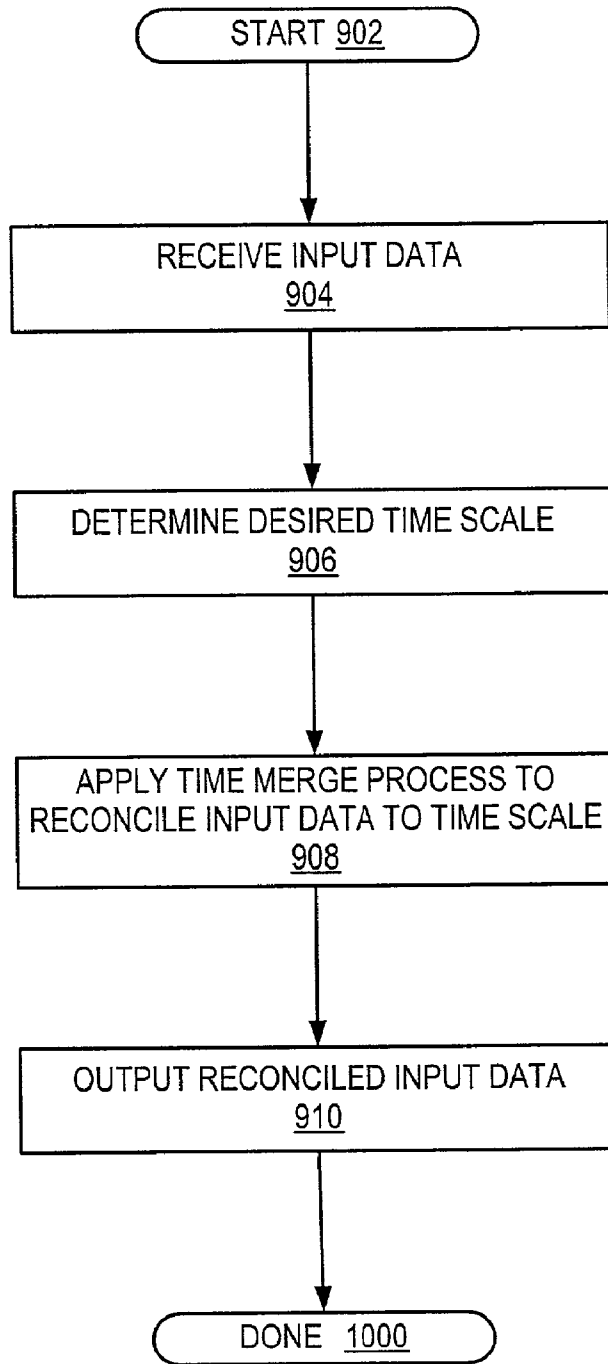 START 902
RECEIVE INPUT DATA
904
DETERMINE DESIRED TIME SCALE
906
APPLY TIME MERGE PROCESS TO
RECONCILE INPUT DATA TO TIME SCALE
908
OUTPUT RECONCILED INPUT DATA
910
DONE 1000